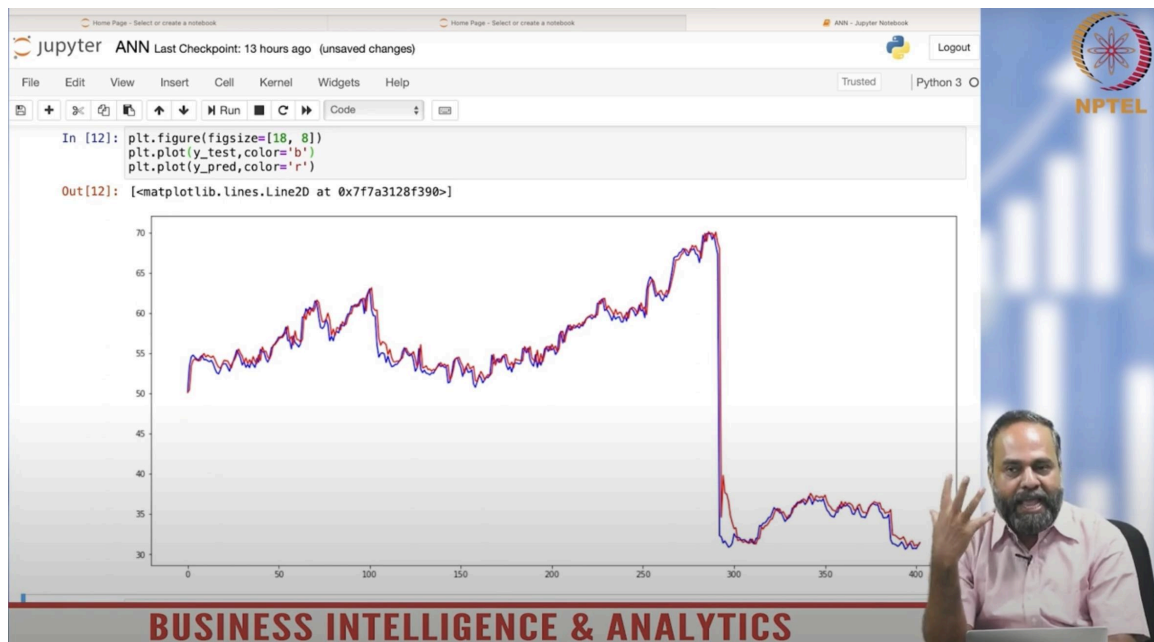 Home Page - Select or create a notebook
Home Page - Select or create a notebook
ANN - Jupyter Notebook
Jupyter ANN Last Checkpoint: 13 hours ago (unsaved changes)
Logout
NPTEL
File Edit View Insert Cell Kernel Widgets Help
Trusted
Python 3 O
Run
Code
In [12]: plt.figure(figsize=[18, 8])
plt.plot(y_test,color='b')
plt.plot(y_pred,color='r')
Out[12]: [<matplotlib.lines.Line2D at 0x7f7a3128f390>]
70
65
60
55
50
45
40
35
30
0 50 100 150 200 250 300 350 400
BUSINESS INTELLIGENCE & ANALYTICS